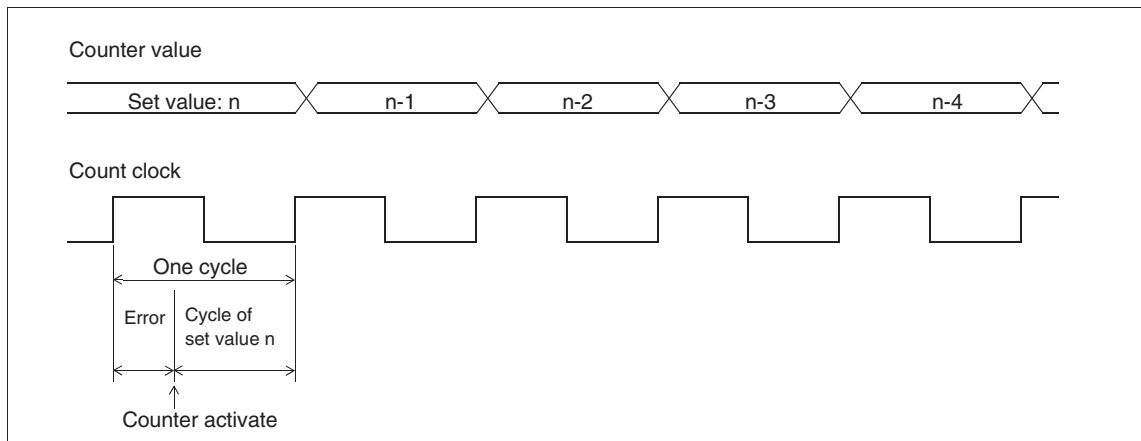 Counter value
Set value: n
n-1
n-2
n-3
n-4
Count clock
One cycle
Error
Cycle of
set value n
Counter activate